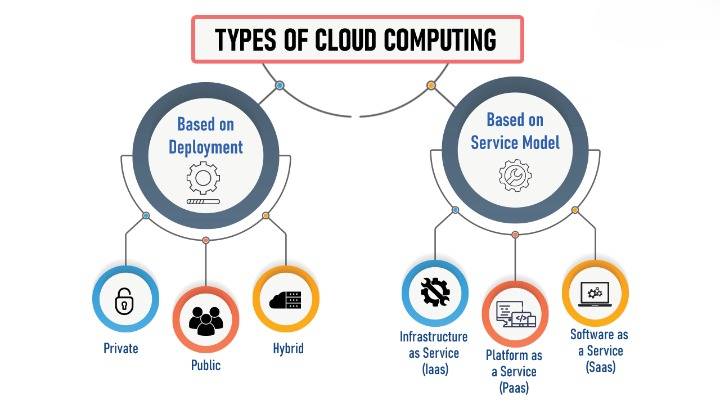 TYPES OF CLOUD COMPUTING
Based on
Deployment
Private
Public
Hybrid
Based on
Service Model
Infrastructure
as Service
(Iaas)
Platform as
a Service
(Paas)
Software as
a Service
(Saas)